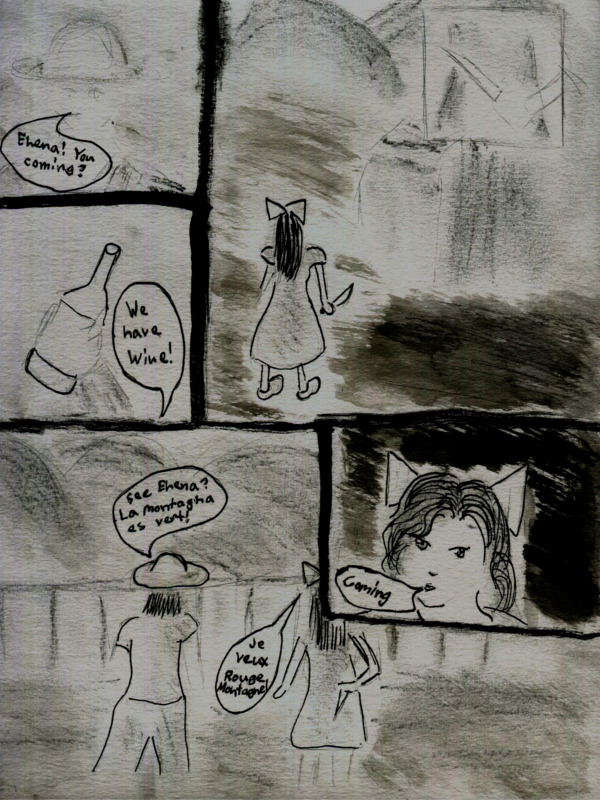 Ehena! You
coming?
We
have
Wine!
Coming
See Ehena?
La montagna
es vert!
Je
veux
Rouge
Montagne!